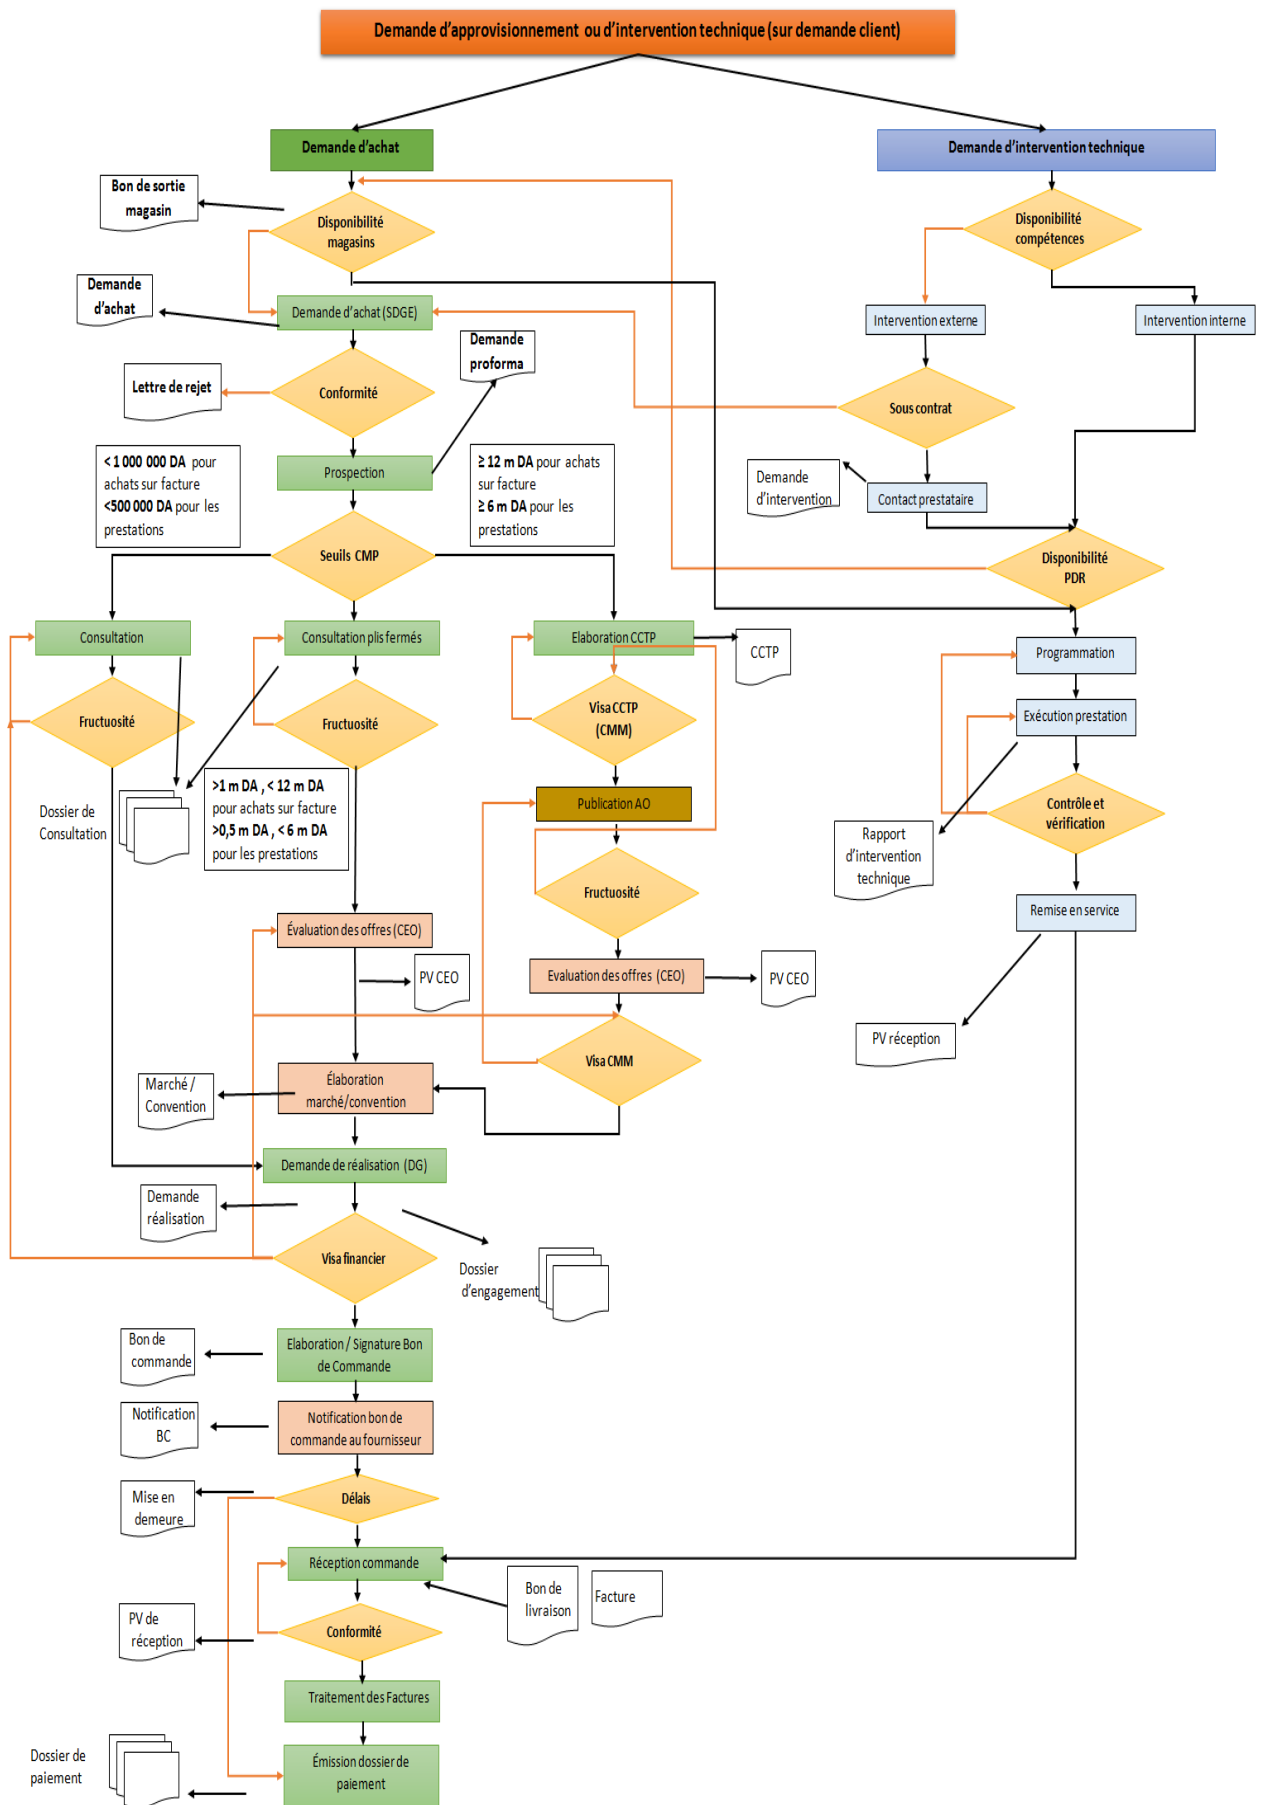 Demande d'approvisionnement ou d'intervention technique (sur demande client)
Demande d'achat
Demande d'intervention technique
Bon de sortie
magasin
Disponibilité
magasins
Disponibilité
compétences
Demande
d'achat
Demande d'achat (SDGE)
Intervention externe
Intervention interne
Demande
proforma
Lettre de rejet
Conformité
Sous contrat
< 1 000 000 DA pour
achats sur facture
<500 000 DA pour les
prestations
Prospection
≥ 12 m DA pour achats
sur facture
≥ 6 m DA pour les
prestations
Demande
d'intervention
Contact prestataire
Seuils CMP
Disponibilité
PDR
Consultation
Consultation plis fermés
Elaboration CCTP
CCTP
Programmation
Fructuosité
Fructuosité
Visa CCTP
(CMM)
Exécution prestation
Dossier de
Consultation
>1 m DA , < 12 m DA
pour achats sur facture
>0,5 m DA , < 6 m DA
pour les prestations
Publication AO
Contrôle et
vérification
Rapport
d'intervention
technique
Fructuosité
Remise en service
Évaluation des offres (CEO)
PV CEO
Evaluation des offres (CEO)
PV CEO
PV réception
Visa CMM
Marché /
Convention
Élaboration
marché/convention
Demande de réalisation (DG)
Demande
réalisation
Visa financier
Dossier
d'engagement
Bon de
commande
Elaboration / Signature Bon
de Commande
Notification
BC
Notification bon de
commande au fournisseur
Mise en
demeure
Délais
Réception commande
Bon de
livraison
Facture
PV de
réception
Conformité
Traitement des Factures
Dossier de
paiement
Émission dossier de
paiement